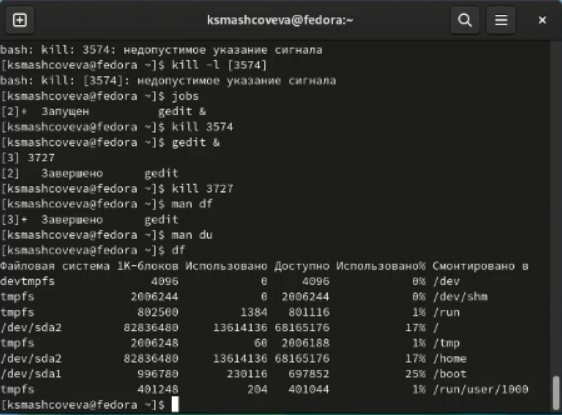 ksmashcoveva@fedora:~
bash: kill: 3574: недопустимое указание сигнала
[ksmashcoveva@fedora ~]$ kill -l [3574]
bash: kill: [3574]: недопустимое указание сигнала
[ksmashcoveva@fedora ~]$ jobs
[2]+  Запущен          gedit &
[ksmashcoveva@fedora ~]$ kill 3574
[ksmashcoveva@fedora ~]$ gedit &
[3] 3727
[2]   Завершено      gedit
[ksmashcoveva@fedora ~]$ kill 3727
[ksmashcoveva@fedora ~]$ man df
[3]+  Завершено      gedit
[ksmashcoveva@fedora ~]$ man du
[ksmashcoveva@fedora ~]$ df
Файловая система 1K-блоков Использовано Доступно Использовано% Cмонтировано в
devtmpfs              4096            0     4096            0% /dev
tmpfs              2006244            0  2006244            0% /dev/shm
tmpfs               802500         1384   801116            1% /run
/dev/sda2         82836480     13614136 68165176           17% /
tmpfs              2006248           60  2006188            1% /tmp
/dev/sda2         82836480     13614136 68165176           17% /home
/dev/sda1           996780       230116   697852           25% /boot
tmpfs               401248          204   401044            1% /run/user/1000
[ksmashcoveva@fedora ~]$